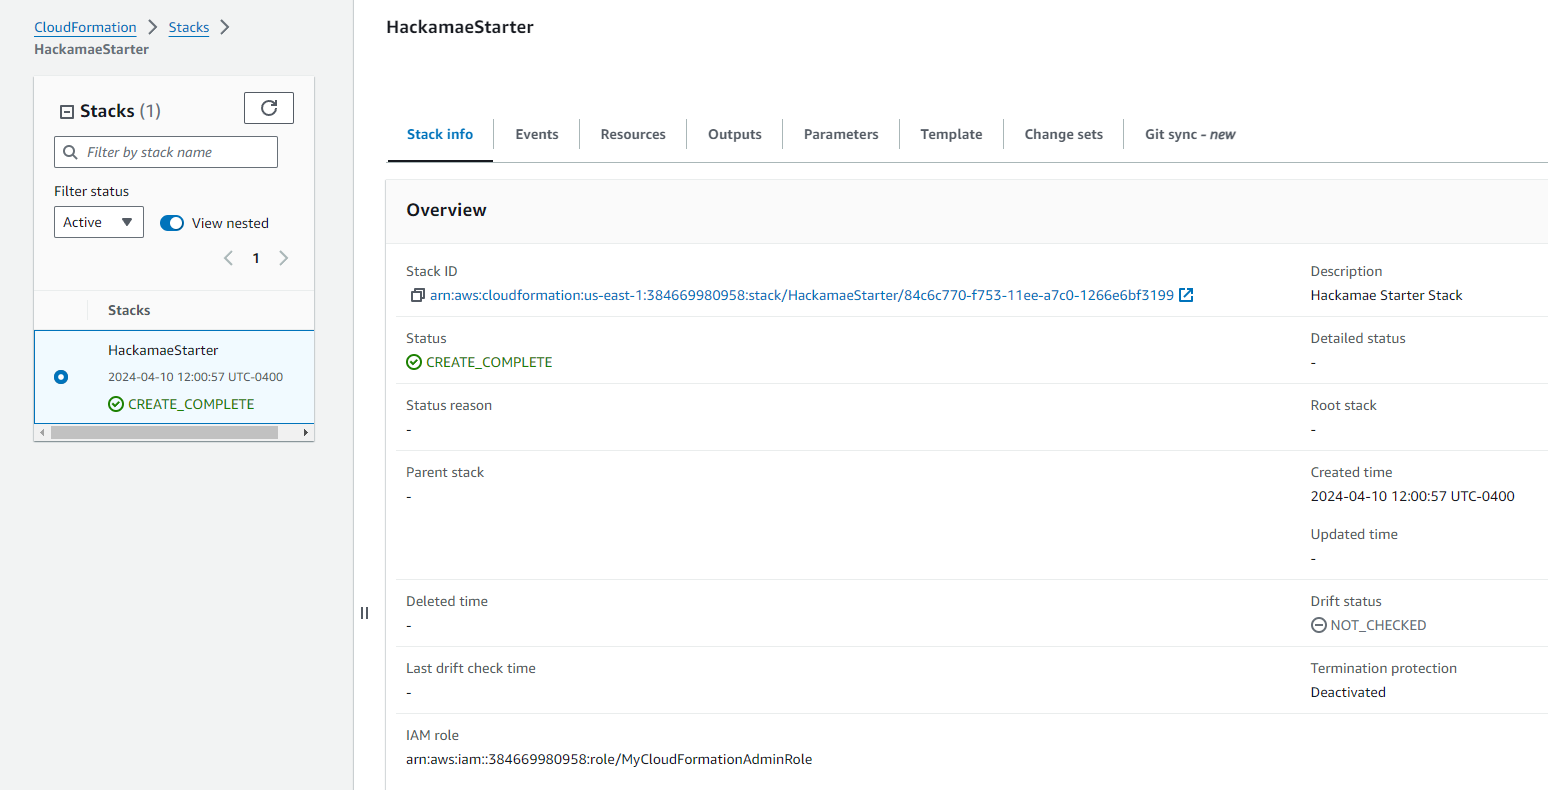 CloudFormation
Stacks
HackamaeStarter
Stacks (1)
Filter by stack name
Filter status
Active
View nested
1
Stacks
HackamaeStarter
2024-04-10 12:00:57 UTC-0400
CREATE_COMPLETE
HackamaeStarter
Stack info
Events
Resources
Outputs
Parameters
Template
Change sets
Git sync - new
Overview
Stack ID
arn:aws:cloudformation:us-east-1:384669980958:stack/HackamaeStarter/84c6c770-f753-11ee-a7c0-1266e6bf3199
Description
Hackamae Starter Stack
Status
CREATE_COMPLETE
Detailed status
-
Status reason
-
Root stack
-
Parent stack
-
Created time
2024-04-10 12:00:57 UTC-0400
Updated time
-
Deleted time
-
Drift status
NOT_CHECKED
Last drift check time
-
Termination protection
Deactivated
IAM role
arn:aws:iam::384669980958:role/MyCloudFormationAdminRole